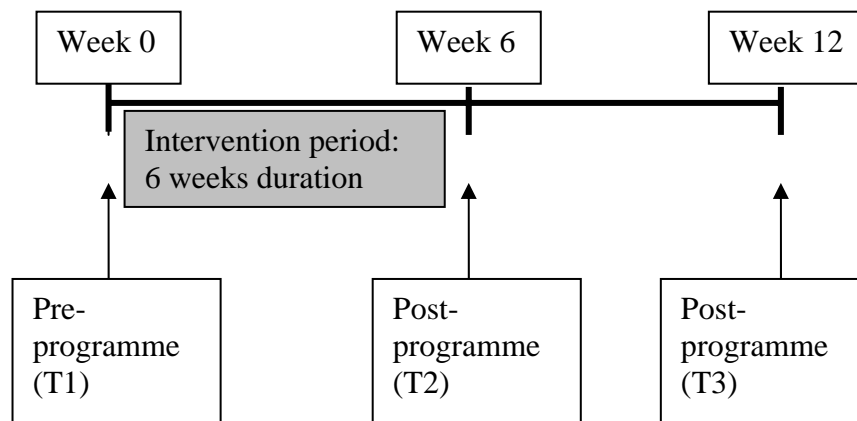 Week 0
Week 6
Week 12
Intervention period:
6 weeks duration
Pre-
programme
(T1)
Post-
programme
(T2)
Post-
programme
(T3)